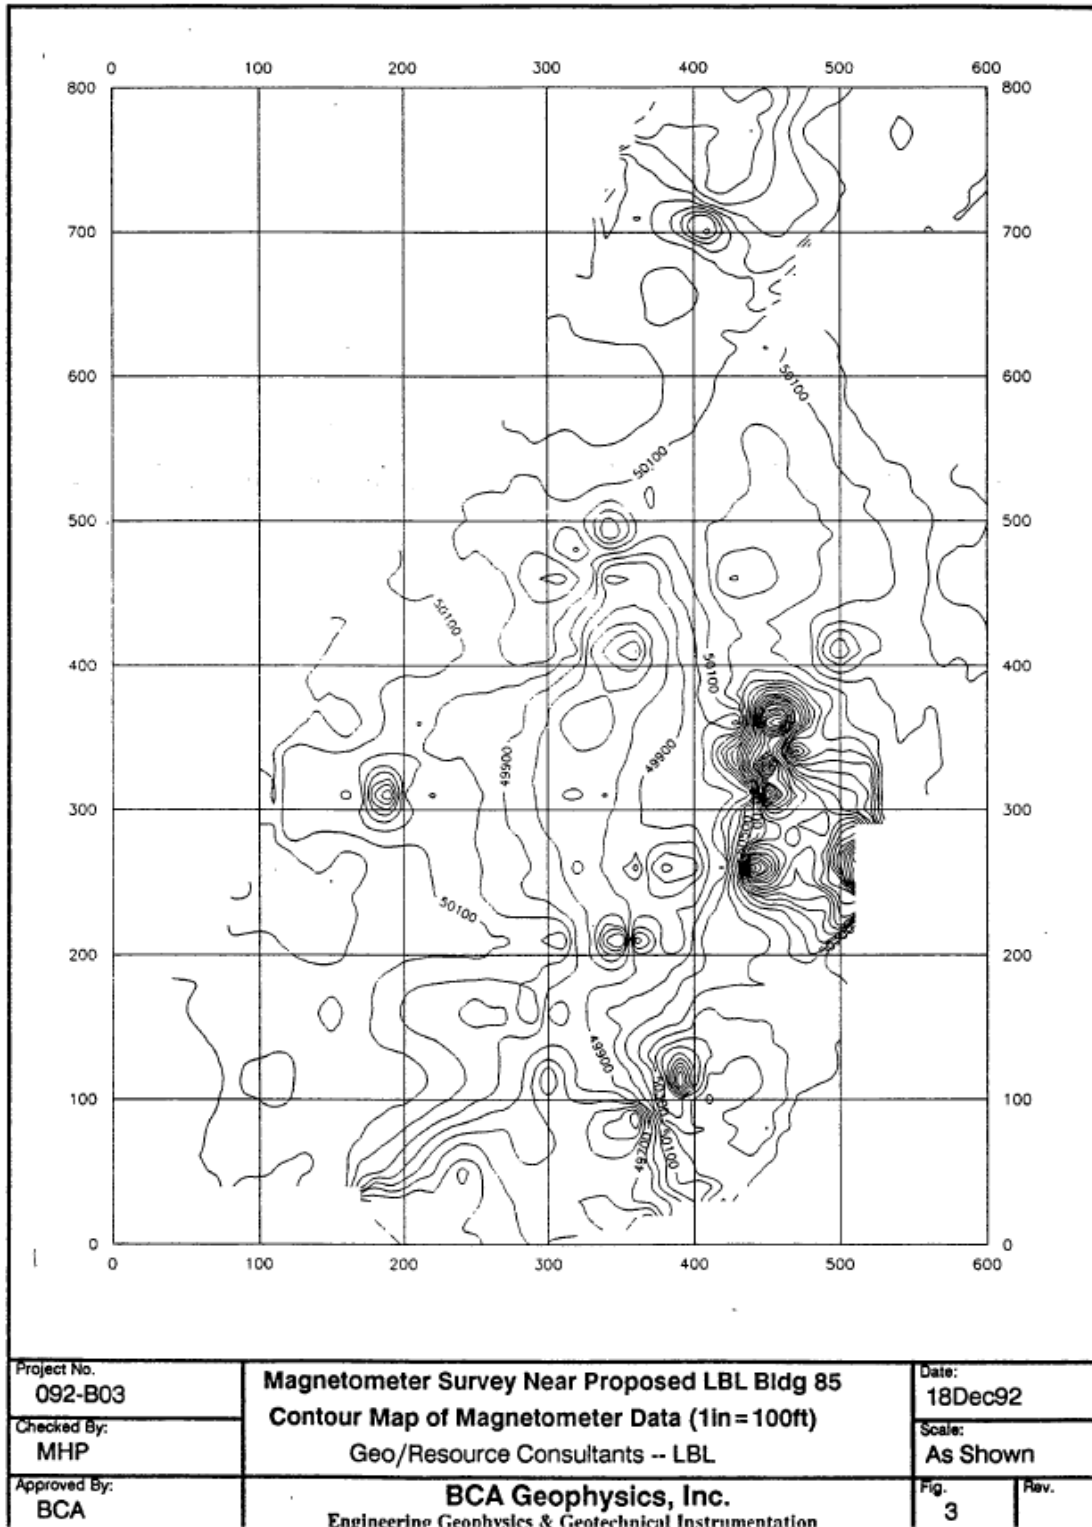 0 100 200 300 400 500 600
800 800
700 700
600 600
50100
50100
500 500
50100
400 400
50100
49900
49900
300 300
50100
200 200
49900
100 100
50100
0 0
0 100 200 300 400 500 600
Project No.
092-B03
Checked By:
MHP
Approved By:
BCA
Magnetometer Survey Near Proposed LBL Bldg 85
Contour Map of Magnetometer Data (1in=100ft)
Geo/Resource Consultants -- LBL
BCA Geophysics, Inc.
Engineering Geophysics & Geotechnical Instrumentation
Date:
18Dec92
Scale:
As Shown
Fig.
3
Rev.